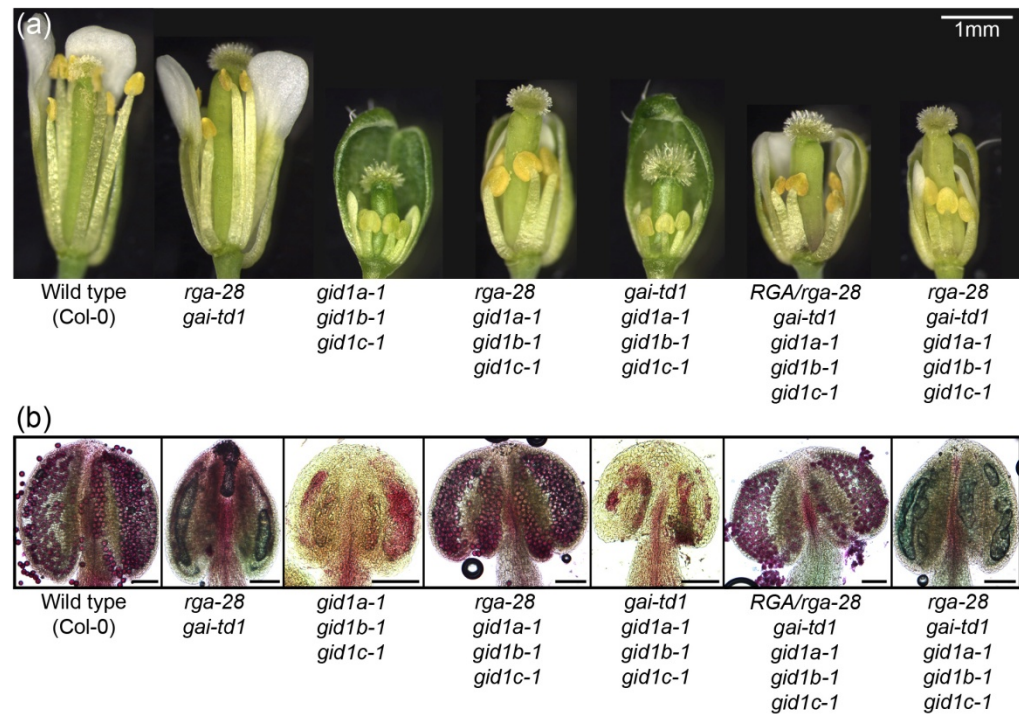 (a)
1mm
Wild type
(Col-0)
rga-28
gai-td1
gid1a-1
gid1b-1
gid1c-1
rga-28
gid1a-1
gid1b-1
gid1c-1
gai-td1
gid1a-1
gid1b-1
gid1c-1
RGA/rga-28
gai-td1
gid1a-1
gid1b-1
gid1c-1
rga-28
gai-td1
gid1a-1
gid1b-1
gid1c-1
(b)
Wild type
(Col-0)
rga-28
gai-td1
gid1a-1
gid1b-1
gid1c-1
rga-28
gid1a-1
gid1b-1
gid1c-1
gai-td1
gid1a-1
gid1b-1
gid1c-1
RGA/rga-28
gai-td1
gid1a-1
gid1b-1
gid1c-1
rga-28
gai-td1
gid1a-1
gid1b-1
gid1c-1